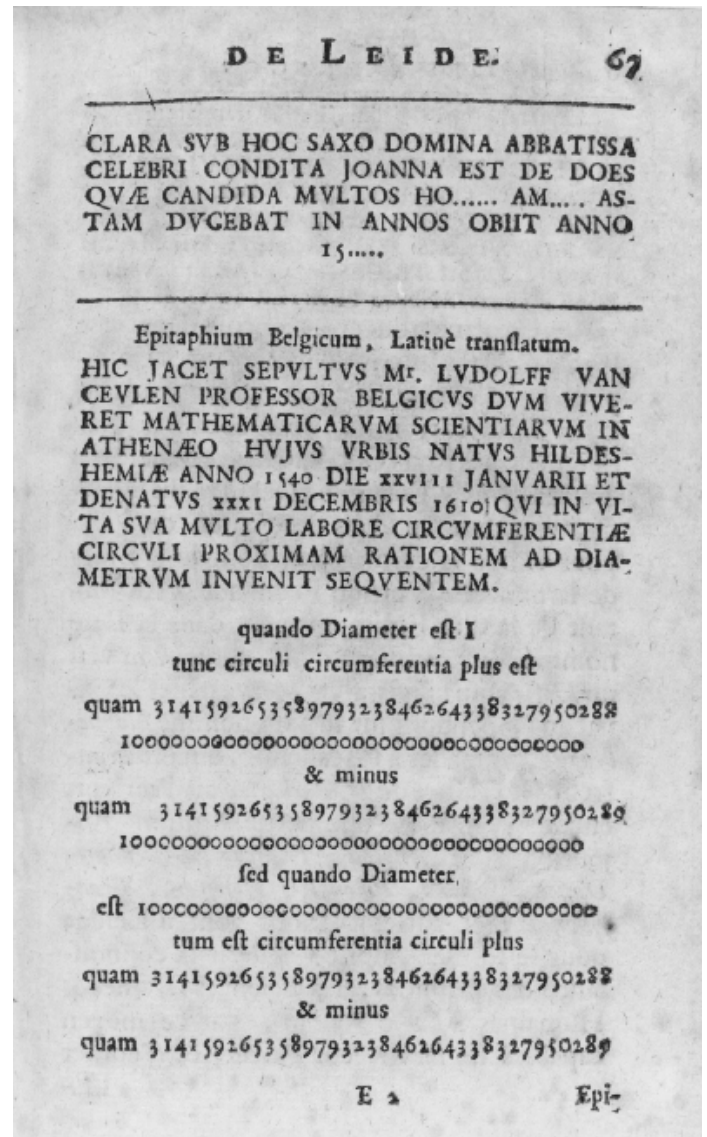 DE LEIDE. 67
CLARA SVB HOC SAXO DOMINA ABBATISSA
CELEBRI CONDITA JOANNA EST DE DOES
QVÆ CANDIDA MVLTOS HO...... AM.... AS-
TAM DVGEBAT IN ANNOS OBIIT ANNO
15.....
Epitaphium Belgicum, Latinè tranſlatum.
HIC JACET SEPVLTVS Mr. LVDOLFF VAN
CEVLEN PROFESSOR BELGICVS DVM VIVE-
RET MATHEMATICARVM SCIENTIARVM IN
ATHENÆO HVJVS VRBIS NATVS HILDES-
HEMIÆ ANNO 1540 DIE XXVIII JANVARII ET
DENATVS XXXI DECEMBRIS 1610 QVI IN VI-
TA SVA MVLTO LABORE CIRCVMFERENTIÆ
CIRCVLI PROXIMAM RATIONEM AD DIA-
METRVM INVENIT SEQVENTEM.
quando Diameter eſt I
tunc circuli circumferentia plus eſt
quam 314159265358979323846264338327950288
100000000000000000000000000000000000
& minus
quam 314159265358979323846264338327950289
100000000000000000000000000000000000
ſed quando Diameter
eſt 100000000000000000000000000000000000
tum eſt circumferentia circuli plns
quam 314159265358979323846264338327950288
& minus
quam 314159265358979323846264338327950289
E 2 Epi-